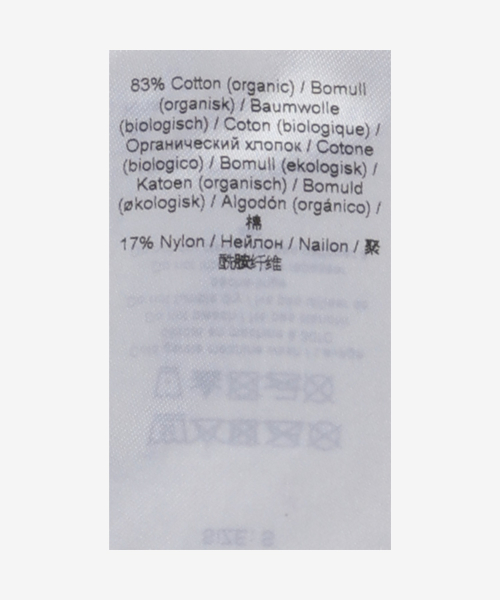 83% Cotton (organic) / Bomull
(organisk) / Baumwolle
(biologisch) / Coton (biologique) /
Органический хлопок / Cotone
(biologico) / Bomull (ekologisk) /
Katoen (organisch) / Bomuld
(økologisk) / Algodón (orgánico) /
棉
17% Nylon / Нейлон / Nailon / 聚
酰胺纤维
SIZE: S